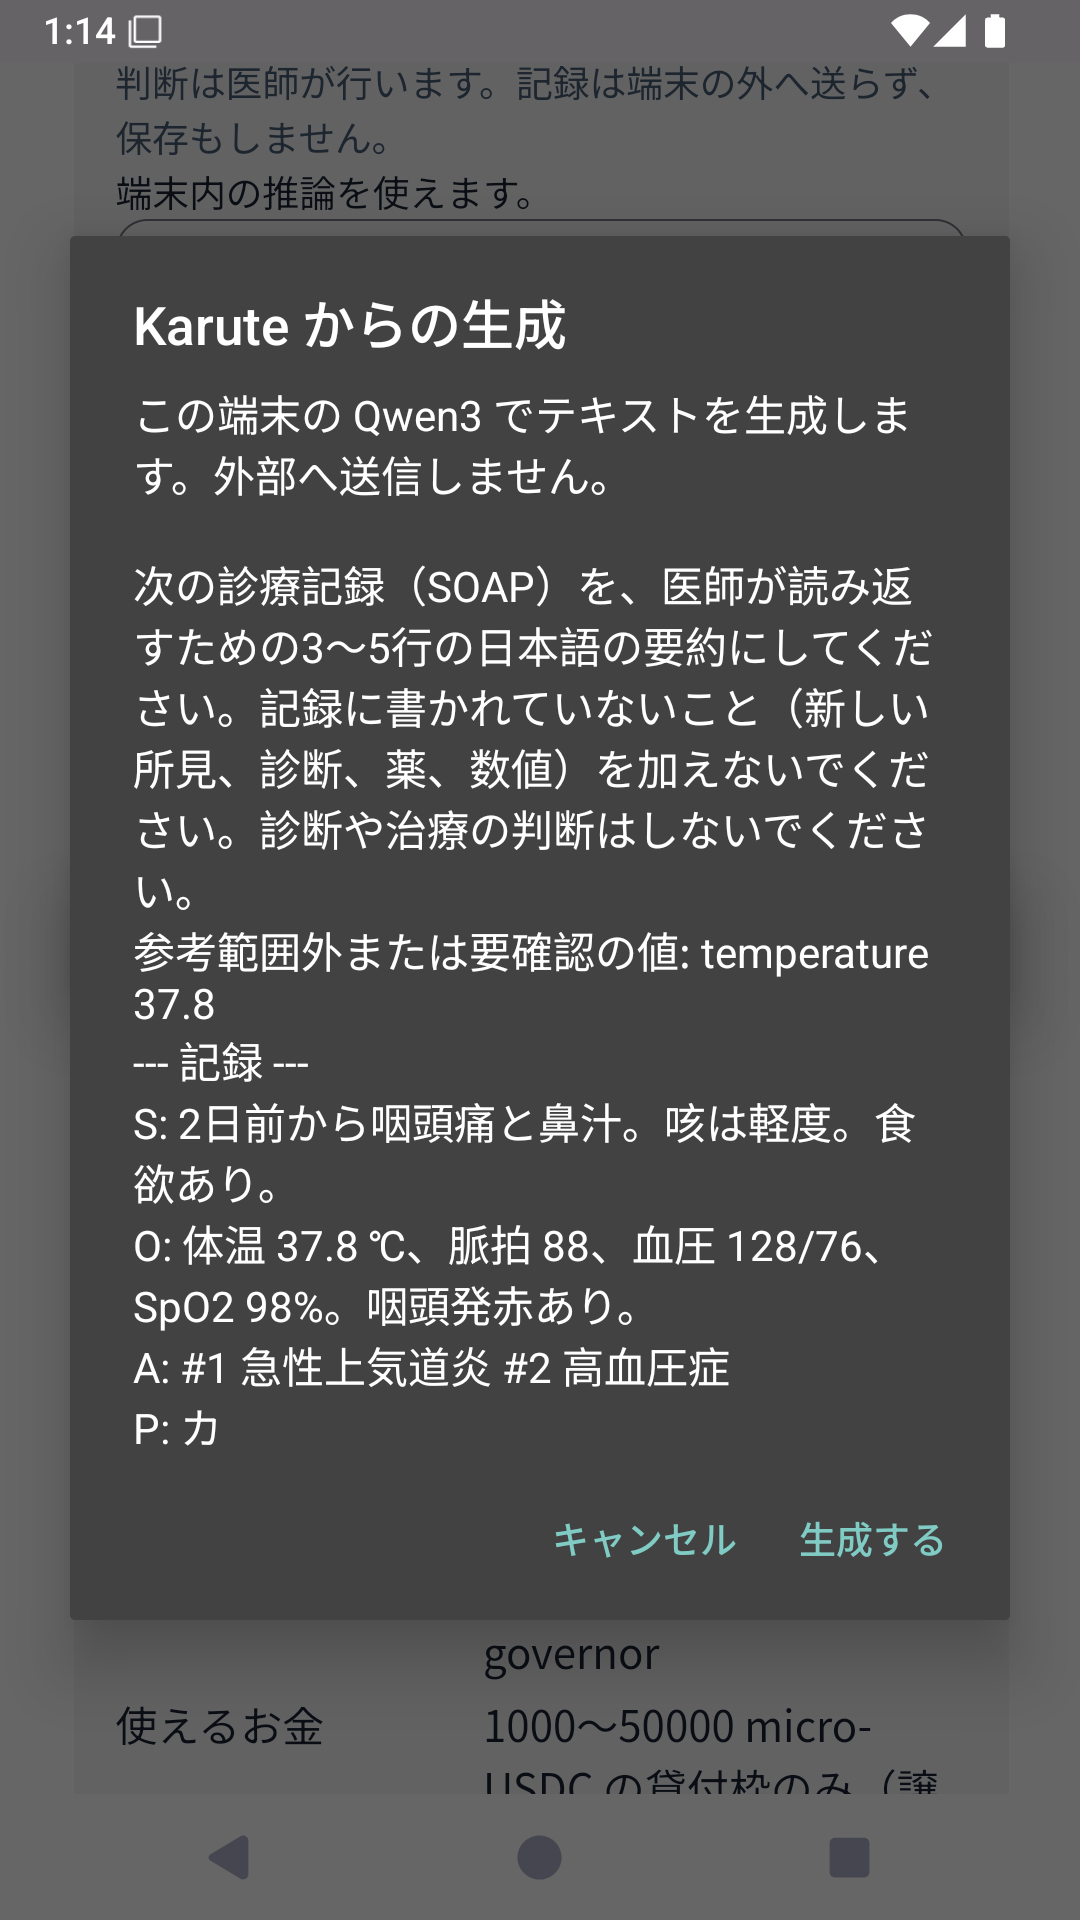 1:14
判断は医師が行います。記録は端末の外へ送らず、
保存もしません。
端末内の推論を使えます。
Karute からの生成
この端末の Qwen3 でテキストを生成しま
す。外部へ送信しません。
次の診療記録（SOAP）を、医師が読み返
すための3〜5行の日本語の要約にしてくだ
さい。記録に書かれていないこと（新しい
所見、診断、薬、数値）を加えないでくだ
さい。診断や治療の判断はしないでくださ
い。
参考範囲外または要確認の値: temperature
37.8
--- 記録 ---
S: 2日前から咽頭痛と鼻汁。咳は軽度。食
欲あり。
O: 体温 37.8 ℃、脈拍 88、血圧 128/76、
SpO2 98%。咽頭発赤あり。
A: #1 急性上気道炎 #2 高血圧症
P: カ
キャンセル 生成する
governor
使えるお金 1000〜50000 micro-
USDC の貸付枠のみ（譲